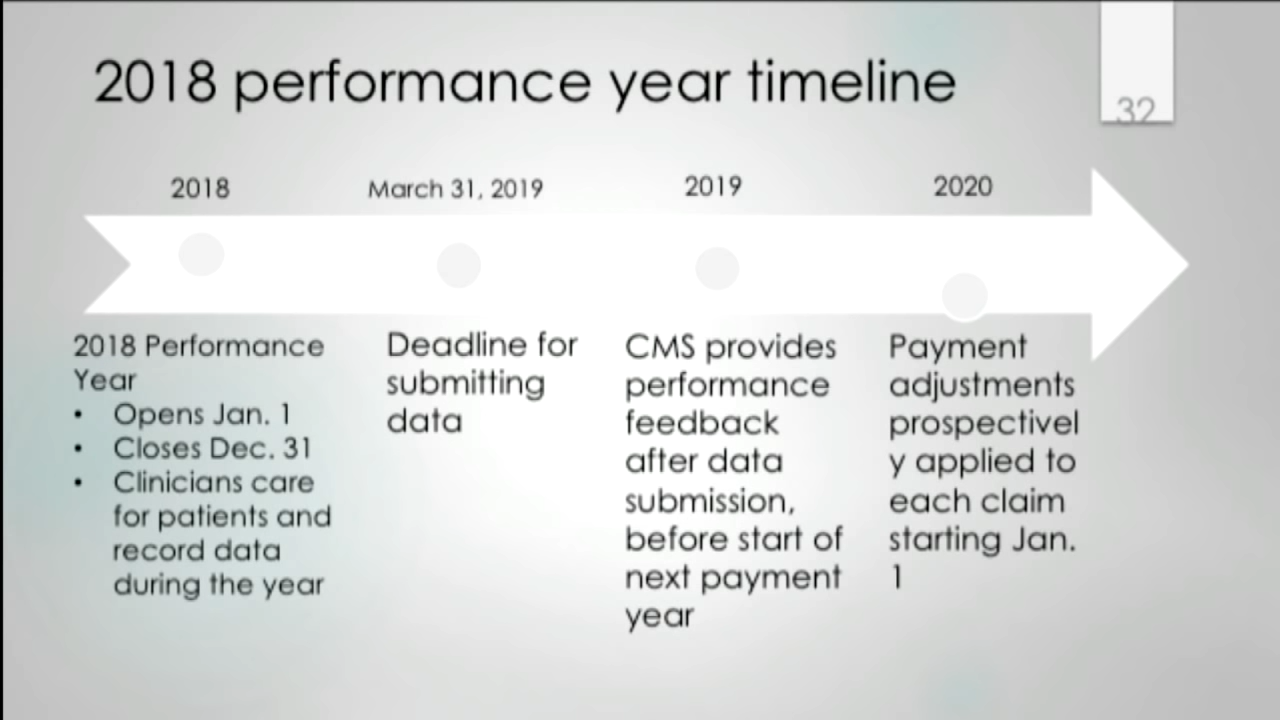 2018 performance year timeline
32
2018
March 31, 2019
2019
2020
2018 Performance
Year
• Opens Jan. 1
• Closes Dec. 31
• Clinicians care
for patients and
record data
during the year
Deadline for
submitting
data
CMS provides
performance
feedback
after data
submission,
before start of
next payment
year
Payment
adjustments
prospectivel
y applied to
each claim
starting Jan.
1